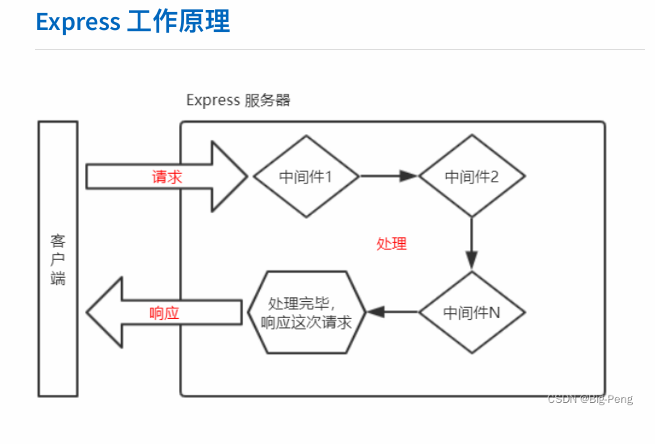 Express 工作原理
Express 服务器
客
户
端
请求
中间件1
中间件2
处理
响应
处理完毕，
响应这次请求
中间件N
CSDN @Big·Peng